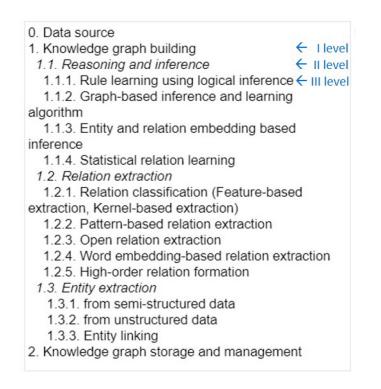 0. Data source
1. Knowledge graph building ← I level
1.1. Reasoning and inference ← II level
1.1.1. Rule learning using logical inference ← III level
1.1.2. Graph-based inference and learning
algorithm
1.1.3. Entity and relation embedding based
inference
1.1.4. Statistical relation learning
1.2. Relation extraction
1.2.1. Relation classification (Feature-based
extraction, Kernel-based extraction)
1.2.2. Pattern-based relation extraction
1.2.3. Open relation extraction
1.2.4. Word embedding-based relation extraction
1.2.5. High-order relation formation
1.3. Entity extraction
1.3.1. from semi-structured data
1.3.2. from unstructured data
1.3.3. Entity linking
2. Knowledge graph storage and management